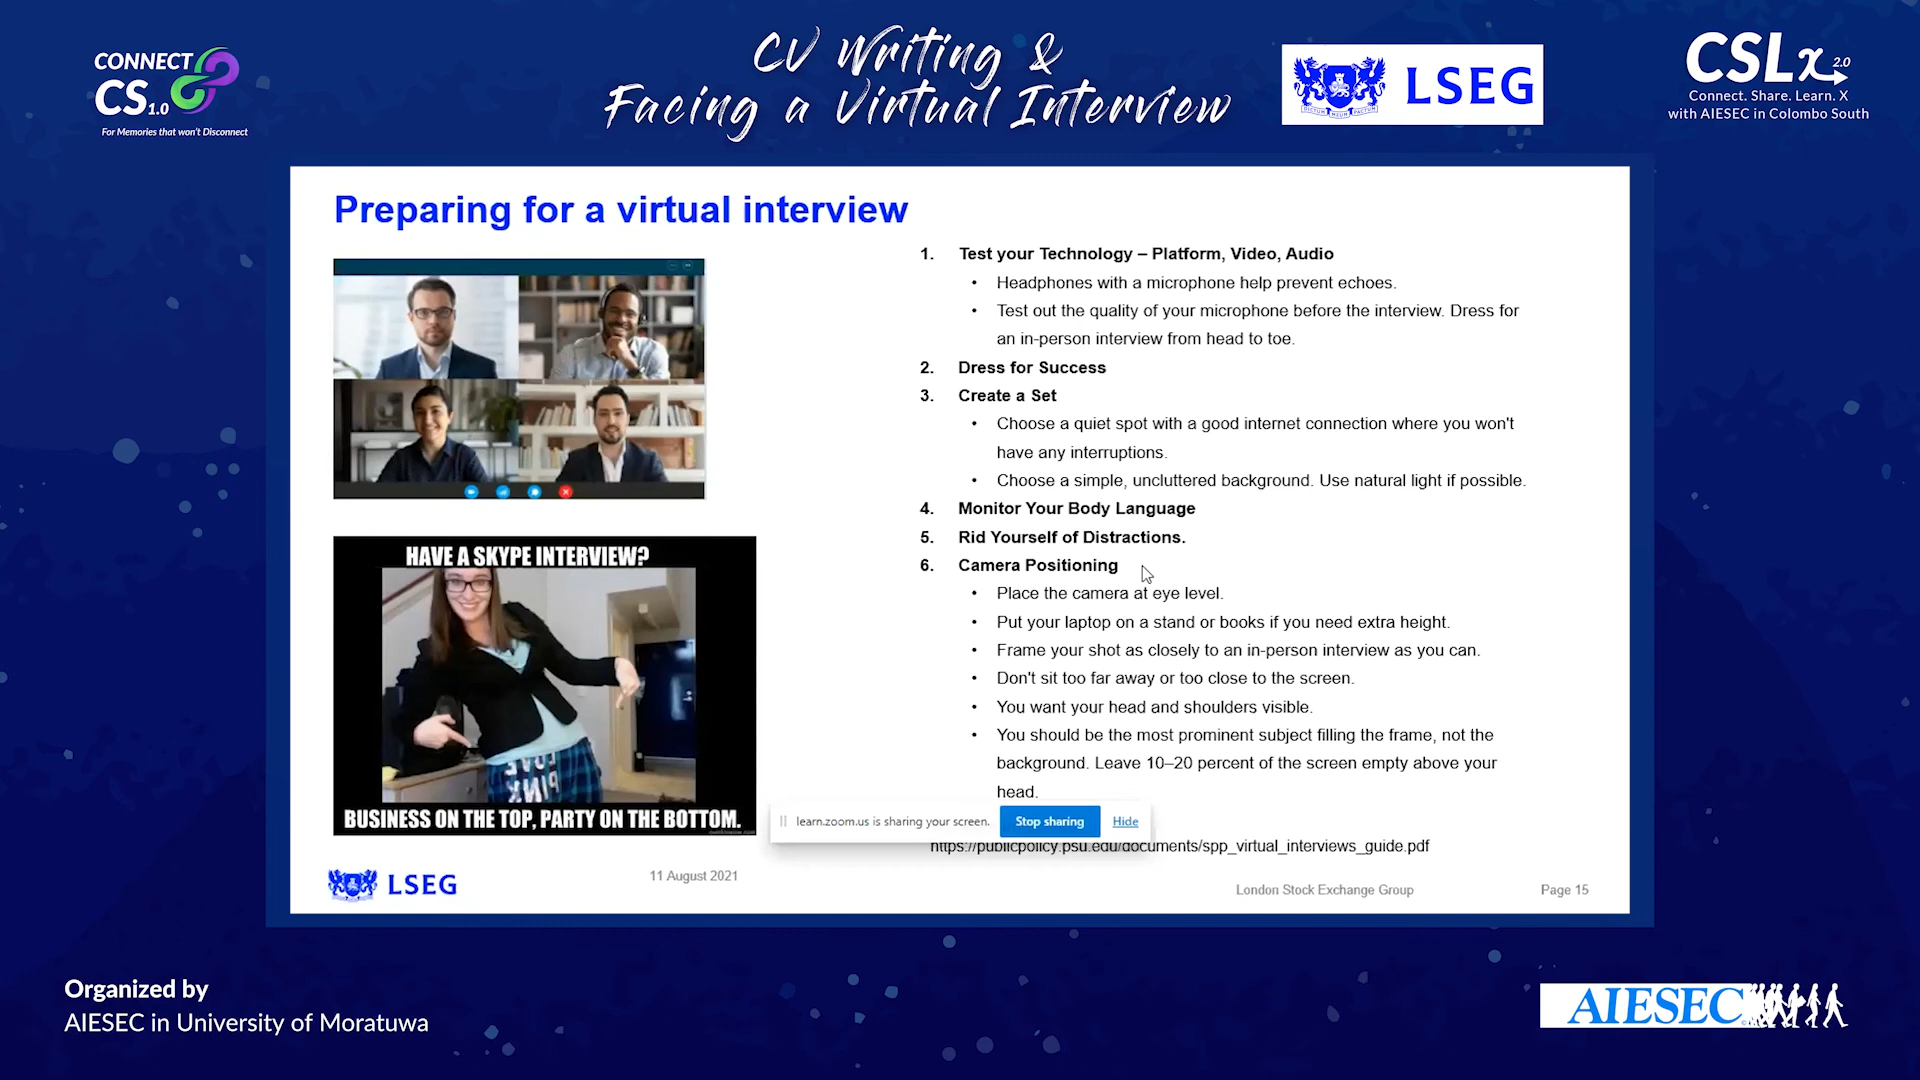 CONNECT
CS 1.0
For Memories that won't Disconnect
CV Writing &
Facing a Virtual Interview
LSEG
CSLx 2.0
Connect. Share. Learn. X
with AIESEC in Colombo South
Preparing for a virtual interview
HAVE A SKYPE INTERVIEW?
BUSINESS ON THE TOP, PARTY ON THE BOTTOM.
1. Test your Technology – Platform, Video, Audio
• Headphones with a microphone help prevent echoes.
• Test out the quality of your microphone before the interview. Dress for
an in-person interview from head to toe.
2. Dress for Success
3. Create a Set
• Choose a quiet spot with a good internet connection where you won't
have any interruptions.
• Choose a simple, uncluttered background. Use natural light if possible.
4. Monitor Your Body Language
5. Rid Yourself of Distractions.
6. Camera Positioning
• Place the camera at eye level.
• Put your laptop on a stand or books if you need extra height.
• Frame your shot as closely to an in-person interview as you can.
• Don't sit too far away or too close to the screen.
• You want your head and shoulders visible.
• You should be the most prominent subject filling the frame, not the
background. Leave 10–20 percent of the screen empty above your
head.
learn.zoom.us is sharing your screen. Stop sharing Hide
https://publicpolicy.psu.edu/documents/spp_virtual_interviews_guide.pdf
LSEG
11 August 2021
London Stock Exchange Group
Page 15
Organized by
AIESEC in University of Moratuwa
AIESEC